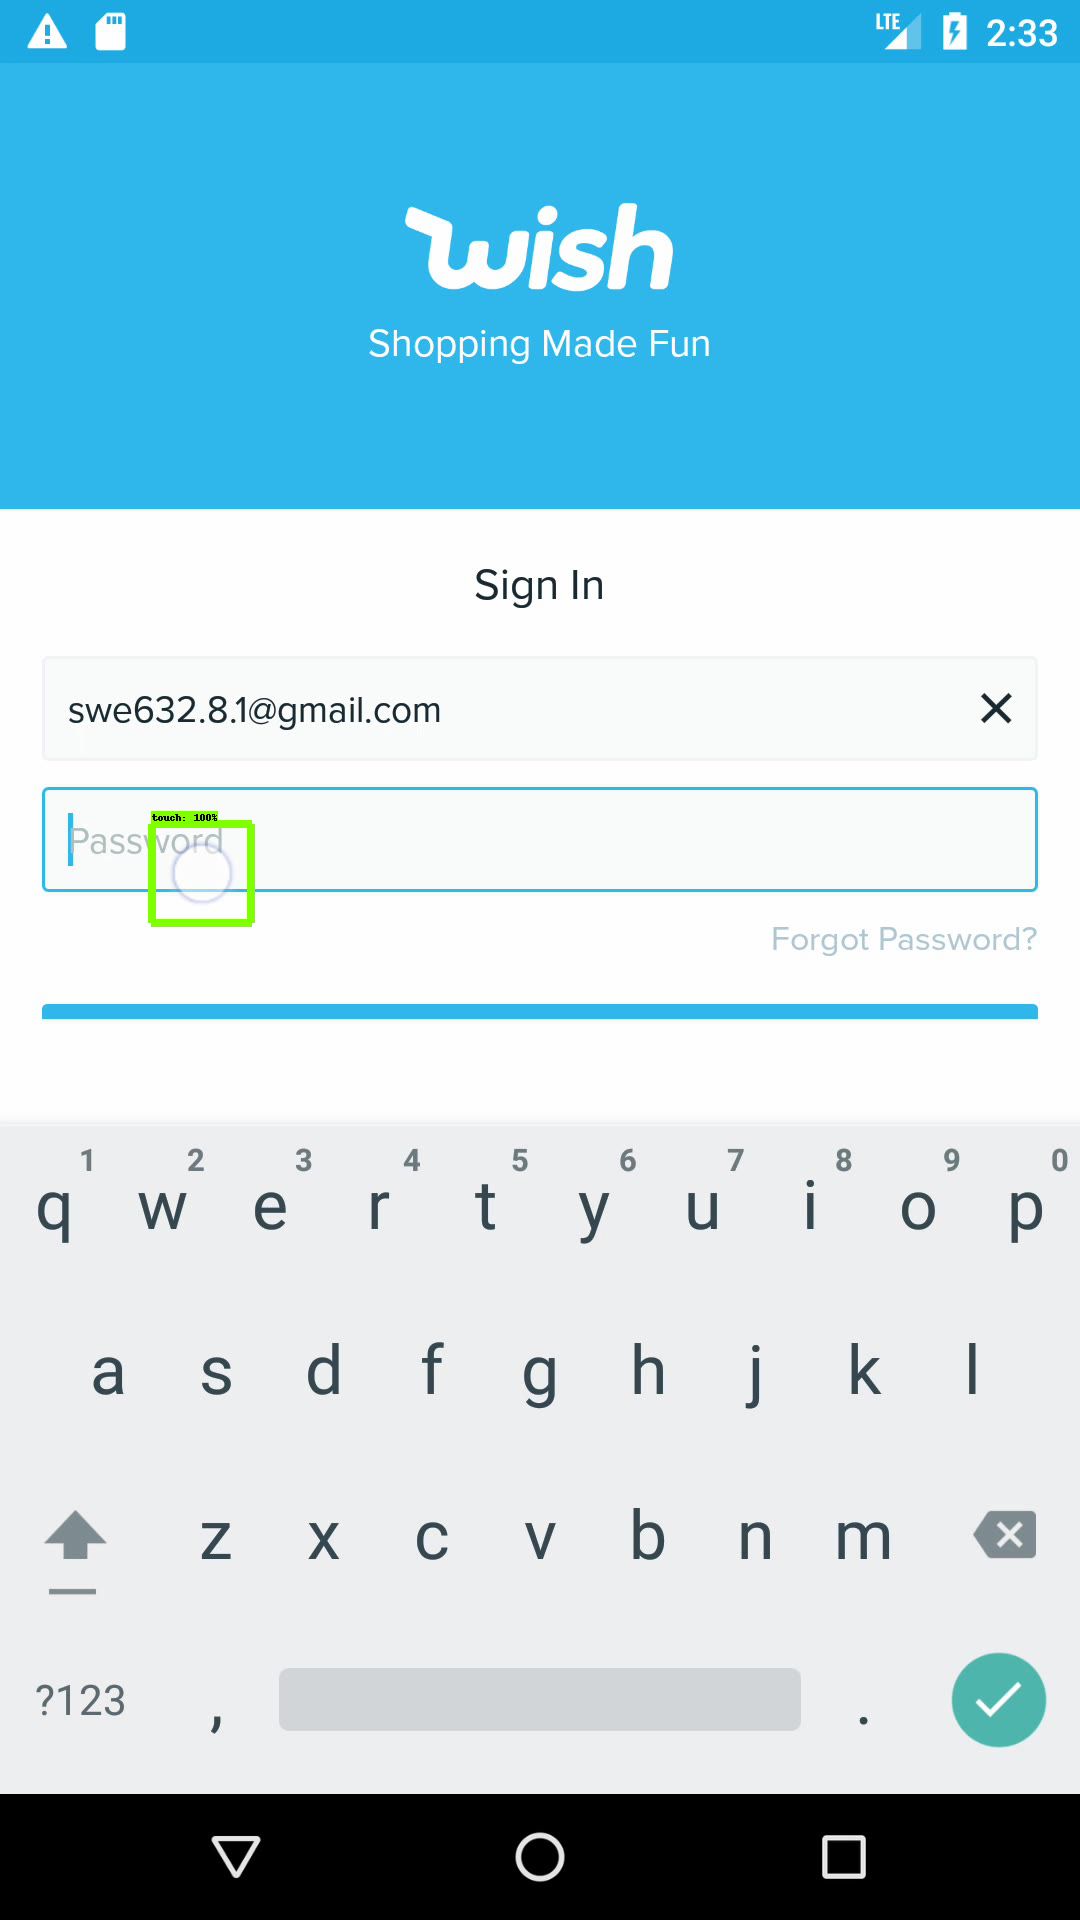 LTE 2:33
wish
Shopping Made Fun
Sign In
swe632.8.1@gmail.com
touch: 100%
Password
Forgot Password?
1 2 3 4 5 6 7 8 9 0
q w e r t y u i o p
a s d f g h j k l
z x c v b n m
?123 , .